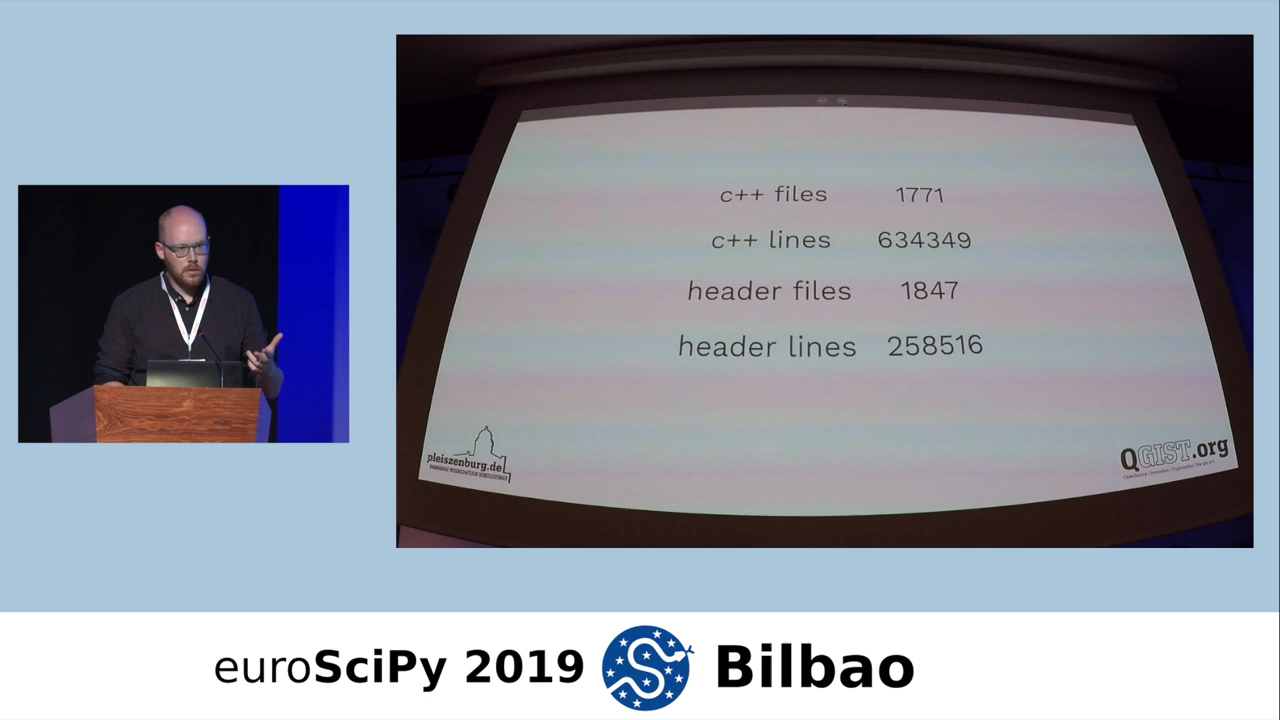 c++ files 1771
c++ lines 634349
header files 1847
header lines 258516
pleiszenburg.de
QGIST.org
euroSciPy 2019 Bilbao